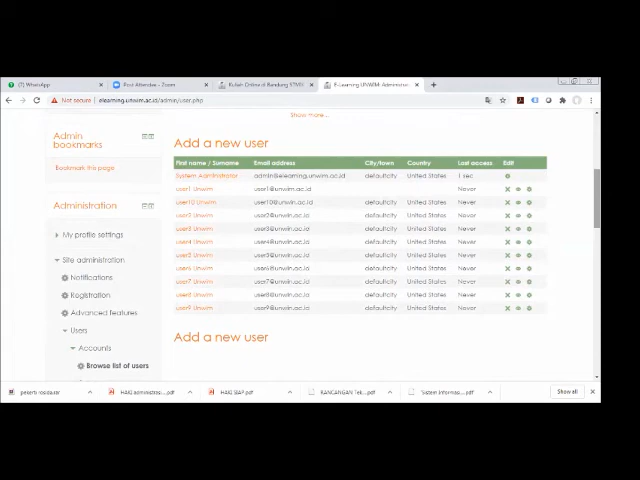 (1) WhatsApp
Post Attendee - Zoom
Kuliah Online di Bandung STMIK
E-Learning UNWIM: Administra
Not secure | elearning.unwim.ac.id/admin/user.php
Show more...
Admin bookmarks
Bookmark this page
Administration
My profile settings
Site administration
Notifications
Registration
Advanced features
Users
Accounts
Browse list of users
Add a new user
First name / Surname Email address City/town Country Last access Edit
System Administrator admin@elearning.unwim.ac.id defaultcity United States 1 sec
user1 Unwim user1@unwim.ac.id Never
user10 Unwim user10@unwim.ac.id defaultcity United States Never
user2 Unwim user2@unwim.ac.id defaultcity United States Never
user3 Unwim user3@unwim.ac.id defaultcity United States Never
user4 Unwim user4@unwim.ac.id defaultcity United States Never
user5 Unwim user5@unwim.ac.id defaultcity United States Never
user6 Unwim user6@unwim.ac.id defaultcity United States Never
user7 Unwim user7@unwim.ac.id defaultcity United States Never
user8 Unwim user8@unwim.ac.id defaultcity United States Never
user9 Unwim user9@unwim.ac.id defaultcity United States Never
Add a new user
HAKI administrasi....pdf
HAKI SIAP.pdf
RANCANGAN Tek....pdf
Sistem Informasi....pdf
Show all